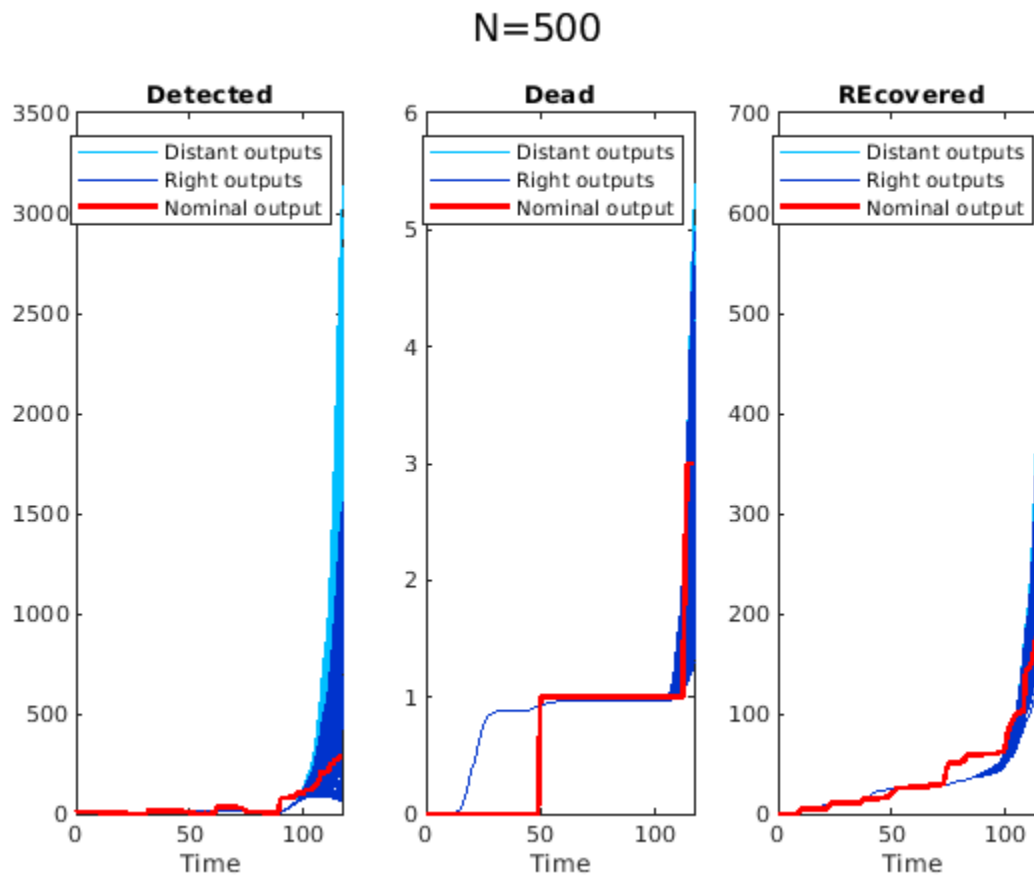 N=500
Detected
3500
3000
2500
2000
1500
1000
500
0
0
50
100
Time
Distant outputs
Right outputs
Nominal output
Dead
6
5
4
3
2
1
0
0
50
100
Time
Distant outputs
Right outputs
Nominal output
REcovered
700
600
500
400
300
200
100
0
0
50
100
Time
Distant outputs
Right outputs
Nominal output